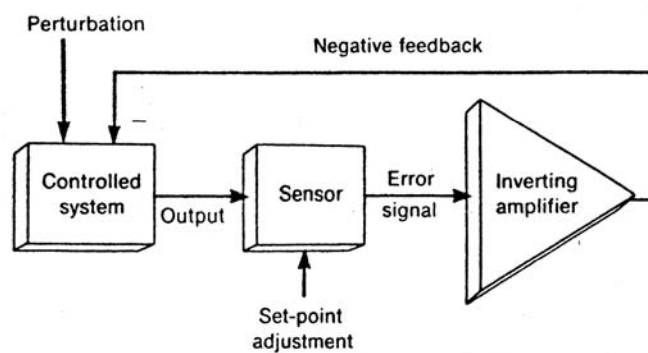 Perturbation
Negative feedback
–
Controlled
system
Output
Sensor
Error
signal
Inverting
amplifier
Set-point
adjustment